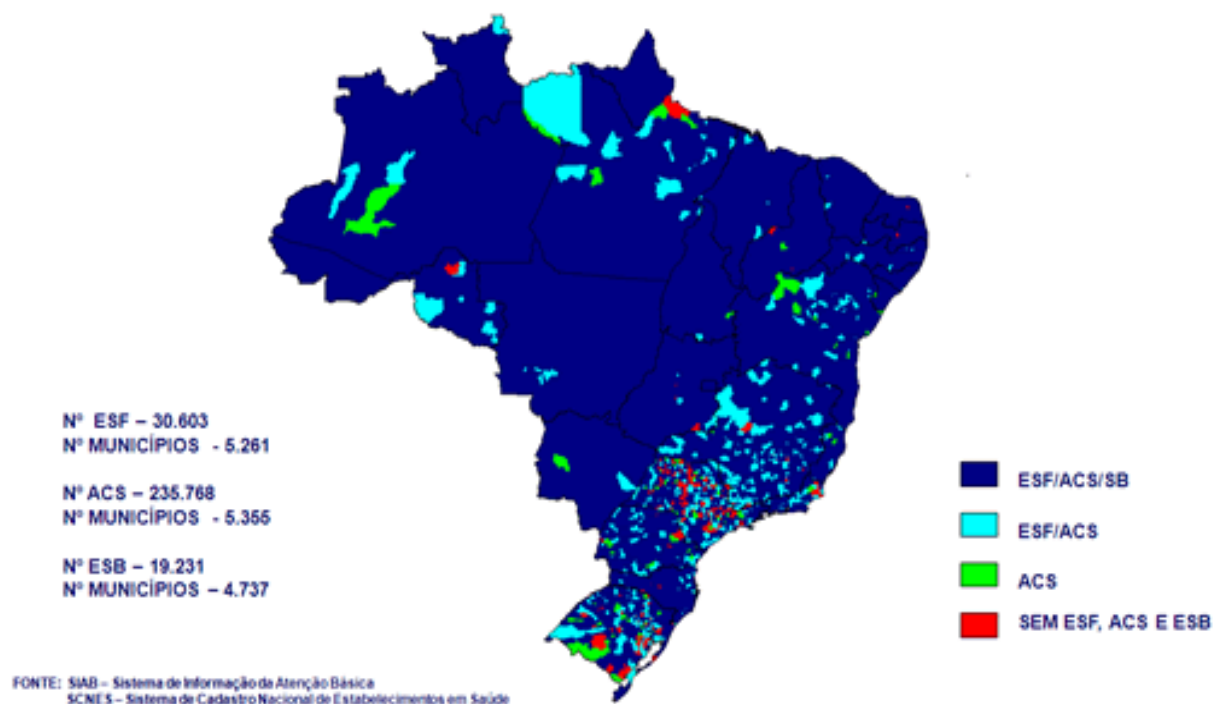 Nº ESF – 30.603
Nº MUNICÍPIOS - 5.261
Nº ACS – 235.768
Nº MUNICÍPIOS - 5.355
Nº ESB – 19.231
Nº MUNICÍPIOS – 4.737
ESF/ACS/SB
ESF/ACS
ACS
SEM ESF, ACS E ESB
FONTE: SIAB – Sistema de Informação da Atenção Básica
SCNES – Sistema de Cadastro Nacional de Estabelecimentos em Saúde